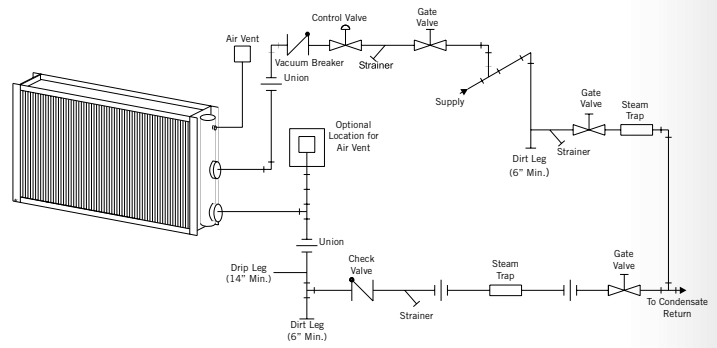 Control Valve
Gate
Valve
Air Vent
Vacuum Breaker
Strainer
Union
Supply
Gate
Valve
Steam
Trap
Optional
Location for
Air Vent
Strainer
Dirt Leg
(6” Min.)
Union
Check
Valve
Steam
Trap
Gate
Valve
Drip Leg
(14” Min.)
To Condensate
Return
Strainer
Dirt Leg
(6” Min.)